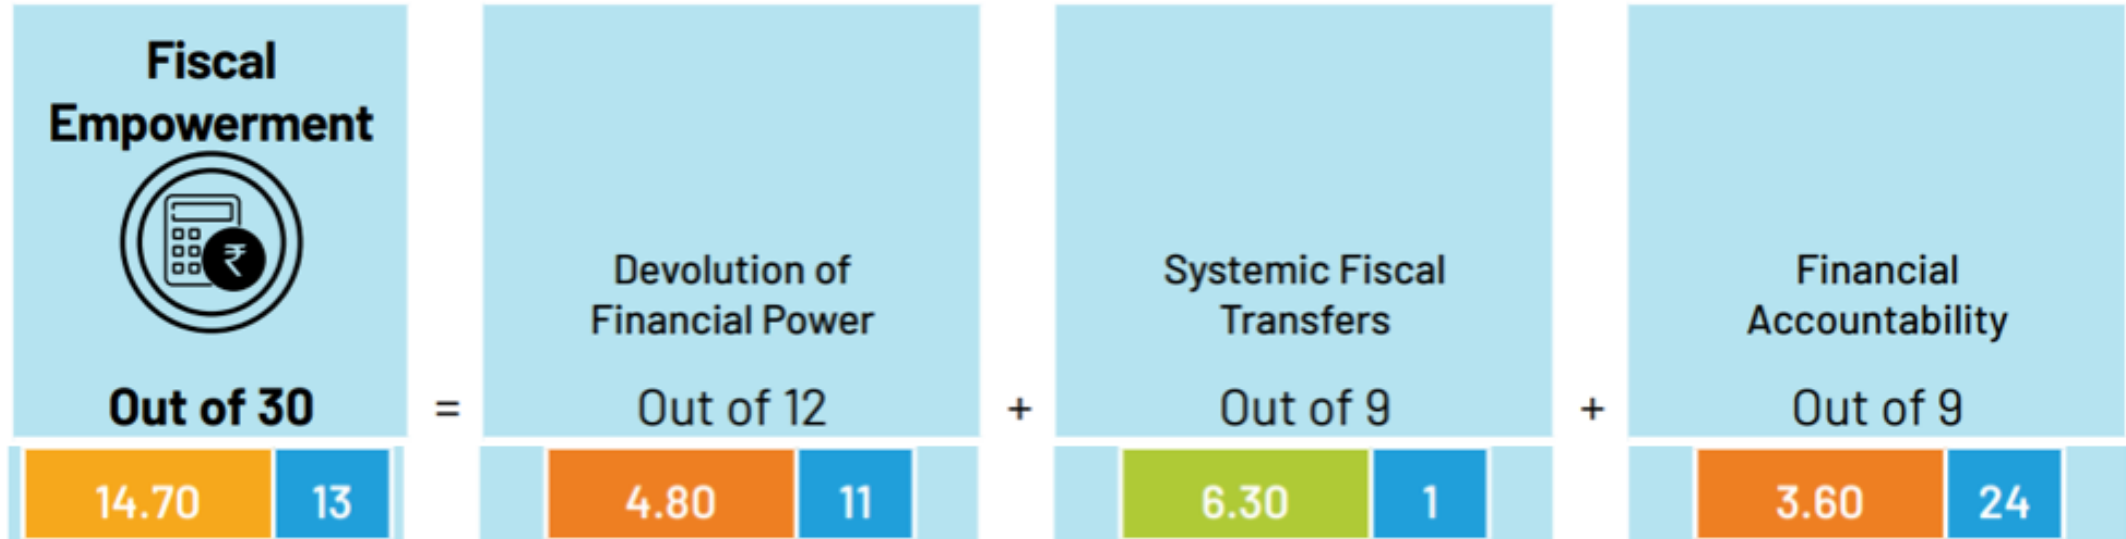 Fiscal
Empowerment
₹
Out of 30
=
Devolution of
Financial Power
Out of 12
+
Systemic Fiscal
Transfers
Out of 9
+
Financial
Accountability
Out of 9
14.70 13
4.80 11
6.30 1
3.60 24